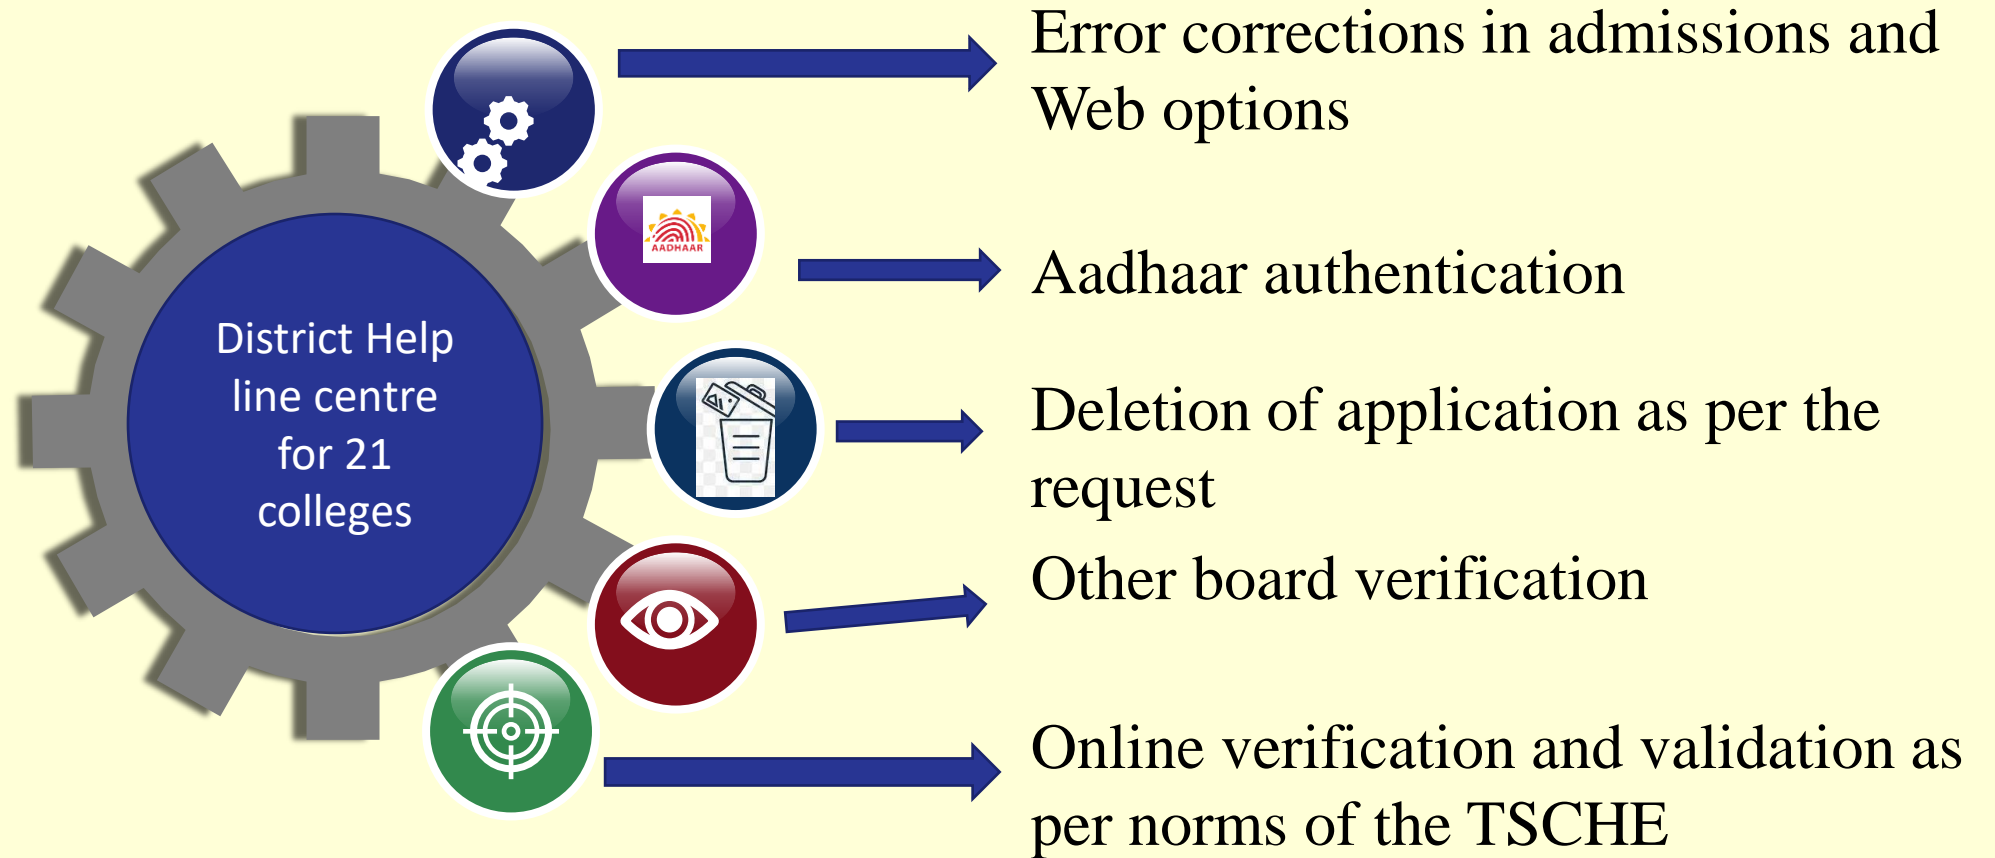 Error corrections in admissions and
Web options
AADHAAR
Aadhaar authentication
District Help
line centre
for 21
colleges
Deletion of application as per the
request
Other board verification
Online verification and validation as
per norms of the TSCHE